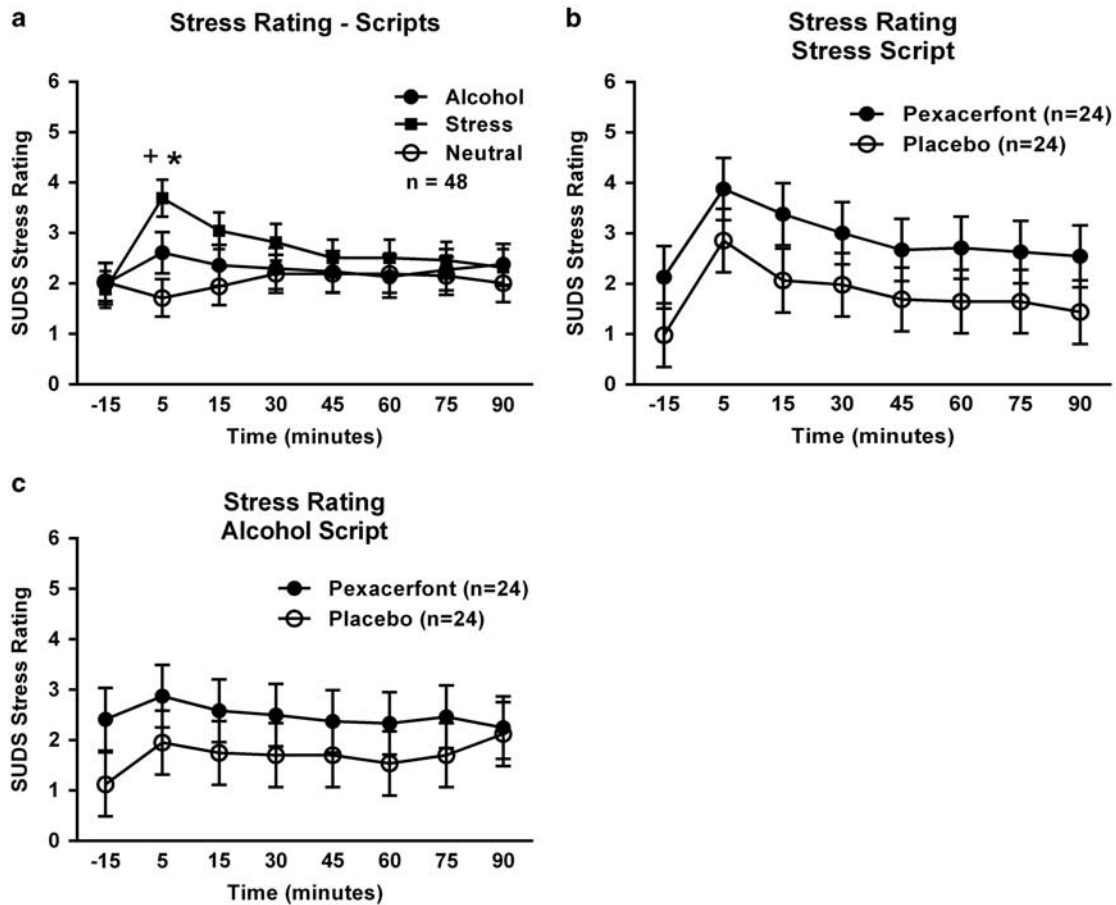 a
Stress Rating - Scripts
6
5
4
3
2
1
0
SUDS Stress Rating
Alcohol
Stress
Neutral
n = 48
+ *
-15 5 15 30 45 60 75 90
Time (minutes)
b
Stress Rating
Stress Script
6
5
4
3
2
1
0
SUDS Stress Rating
Pexacerfont (n=24)
Placebo (n=24)
-15 5 15 30 45 60 75 90
Time (minutes)
c
Stress Rating
Alcohol Script
6
5
4
3
2
1
0
SUDS Stress Rating
Pexacerfont (n=24)
Placebo (n=24)
-15 5 15 30 45 60 75 90
Time (minutes)